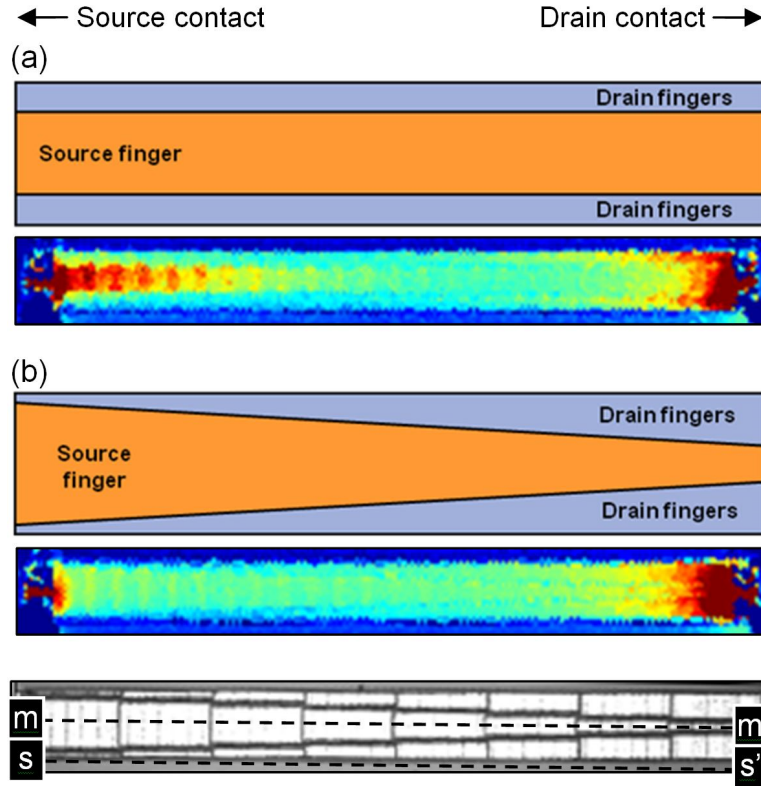 ← Source contact
Drain contact →
(a)
Drain fingers
Source finger
Drain fingers
(b)
Drain fingers
Source
finger
Drain fingers
m
m'
s
s'